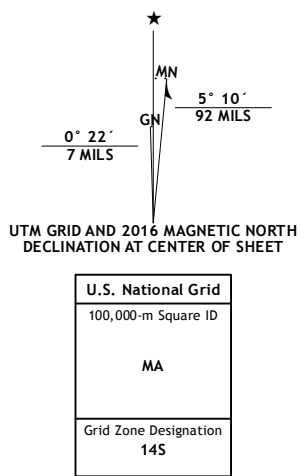 MN
GN
5° 10´
92 MILS
0° 22´
7 MILS
UTM GRID AND 2016 MAGNETIC NORTH
DECLINATION AT CENTER OF SHEET
U.S. National Grid
100,000-m Square ID
MA
Grid Zone Designation
14S